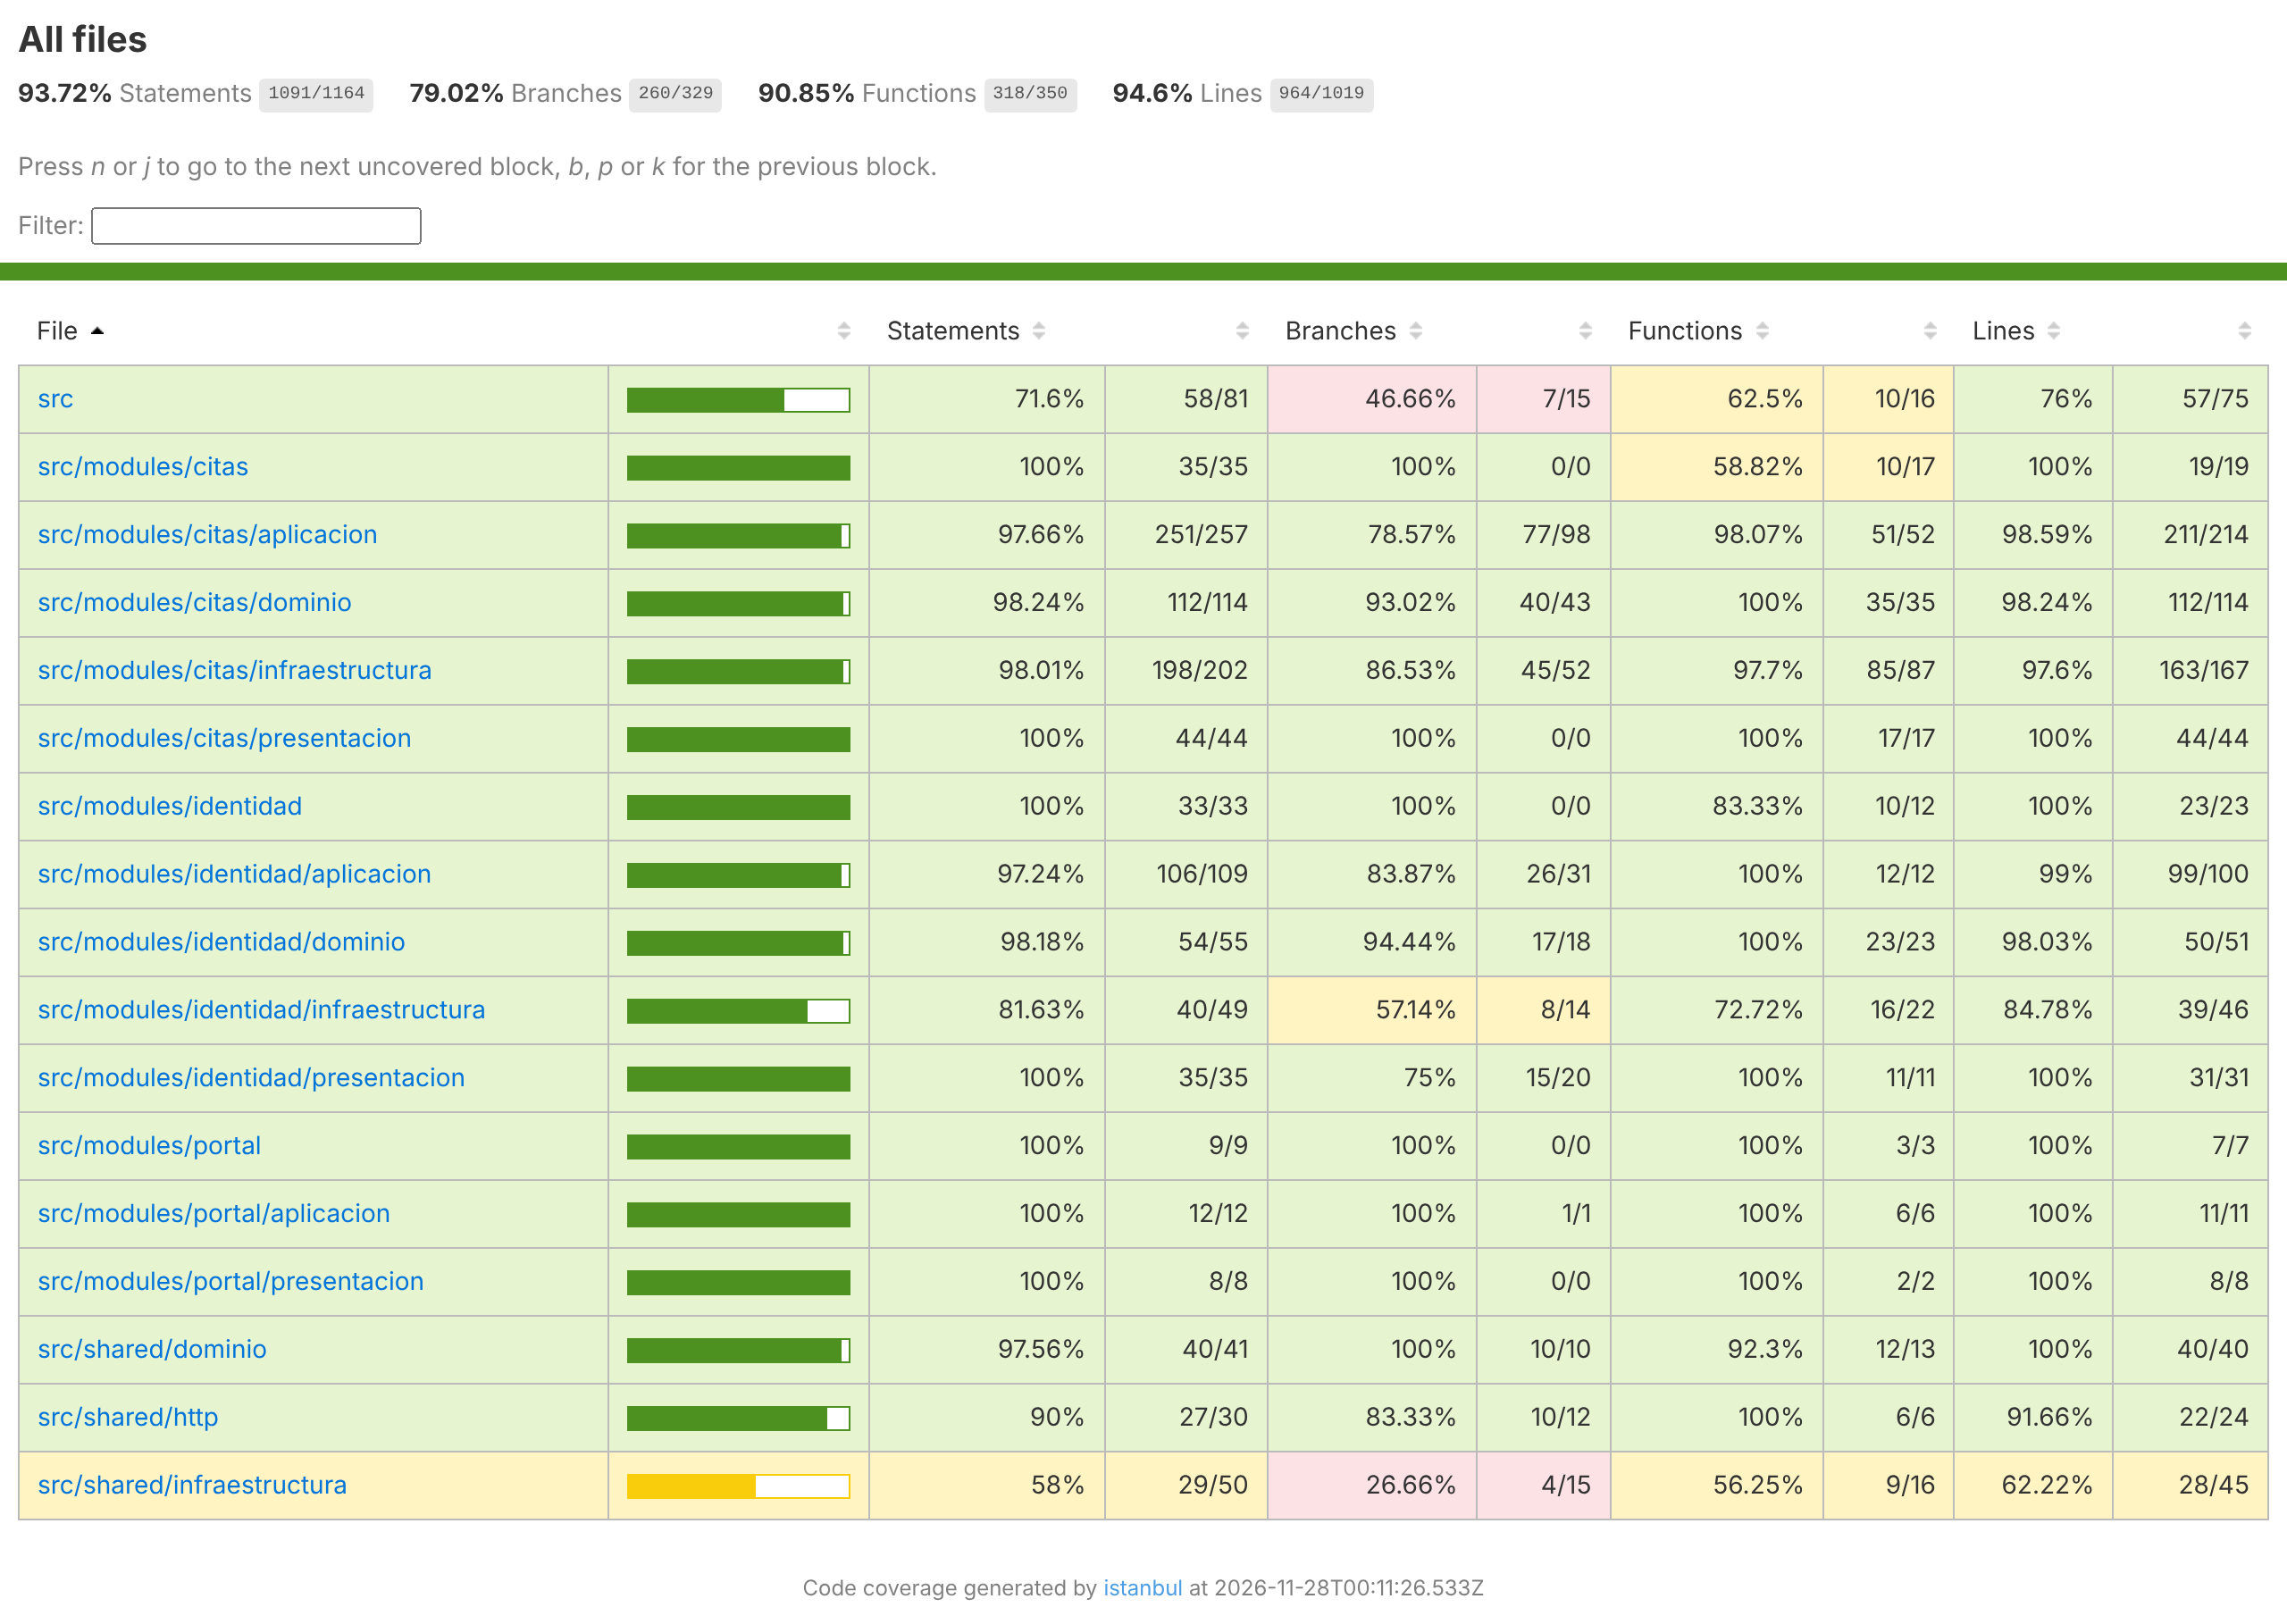 All files
93.72% Statements 1091/1164 79.02% Branches 260/329 90.85% Functions 318/350 94.6% Lines 964/1019
Press n or j to go to the next uncovered block, b, p or k for the previous block.
Filter:
File Statements Branches Functions Lines
src 71.6% 58/81 46.66% 7/15 62.5% 10/16 76% 57/75
src/modules/citas 100% 35/35 100% 0/0 58.82% 10/17 100% 19/19
src/modules/citas/aplicacion 97.66% 251/257 78.57% 77/98 98.07% 51/52 98.59% 211/214
src/modules/citas/dominio 98.24% 112/114 93.02% 40/43 100% 35/35 98.24% 112/114
src/modules/citas/infraestructura 98.01% 198/202 86.53% 45/52 97.7% 85/87 97.6% 163/167
src/modules/citas/presentacion 100% 44/44 100% 0/0 100% 17/17 100% 44/44
src/modules/identidad 100% 33/33 100% 0/0 83.33% 10/12 100% 23/23
src/modules/identidad/aplicacion 97.24% 106/109 83.87% 26/31 100% 12/12 99% 99/100
src/modules/identidad/dominio 98.18% 54/55 94.44% 17/18 100% 23/23 98.03% 50/51
src/modules/identidad/infraestructura 81.63% 40/49 57.14% 8/14 72.72% 16/22 84.78% 39/46
src/modules/identidad/presentacion 100% 35/35 75% 15/20 100% 11/11 100% 31/31
src/modules/portal 100% 9/9 100% 0/0 100% 3/3 100% 7/7
src/modules/portal/aplicacion 100% 12/12 100% 1/1 100% 6/6 100% 11/11
src/modules/portal/presentacion 100% 8/8 100% 0/0 100% 2/2 100% 8/8
src/shared/dominio 97.56% 40/41 100% 10/10 92.3% 12/13 100% 40/40
src/shared/http 90% 27/30 83.33% 10/12 100% 6/6 91.66% 22/24
src/shared/infraestructura 58% 29/50 26.66% 4/15 56.25% 9/16 62.22% 28/45
Code coverage generated by istanbul at 2026-11-28T00:11:26.533Z